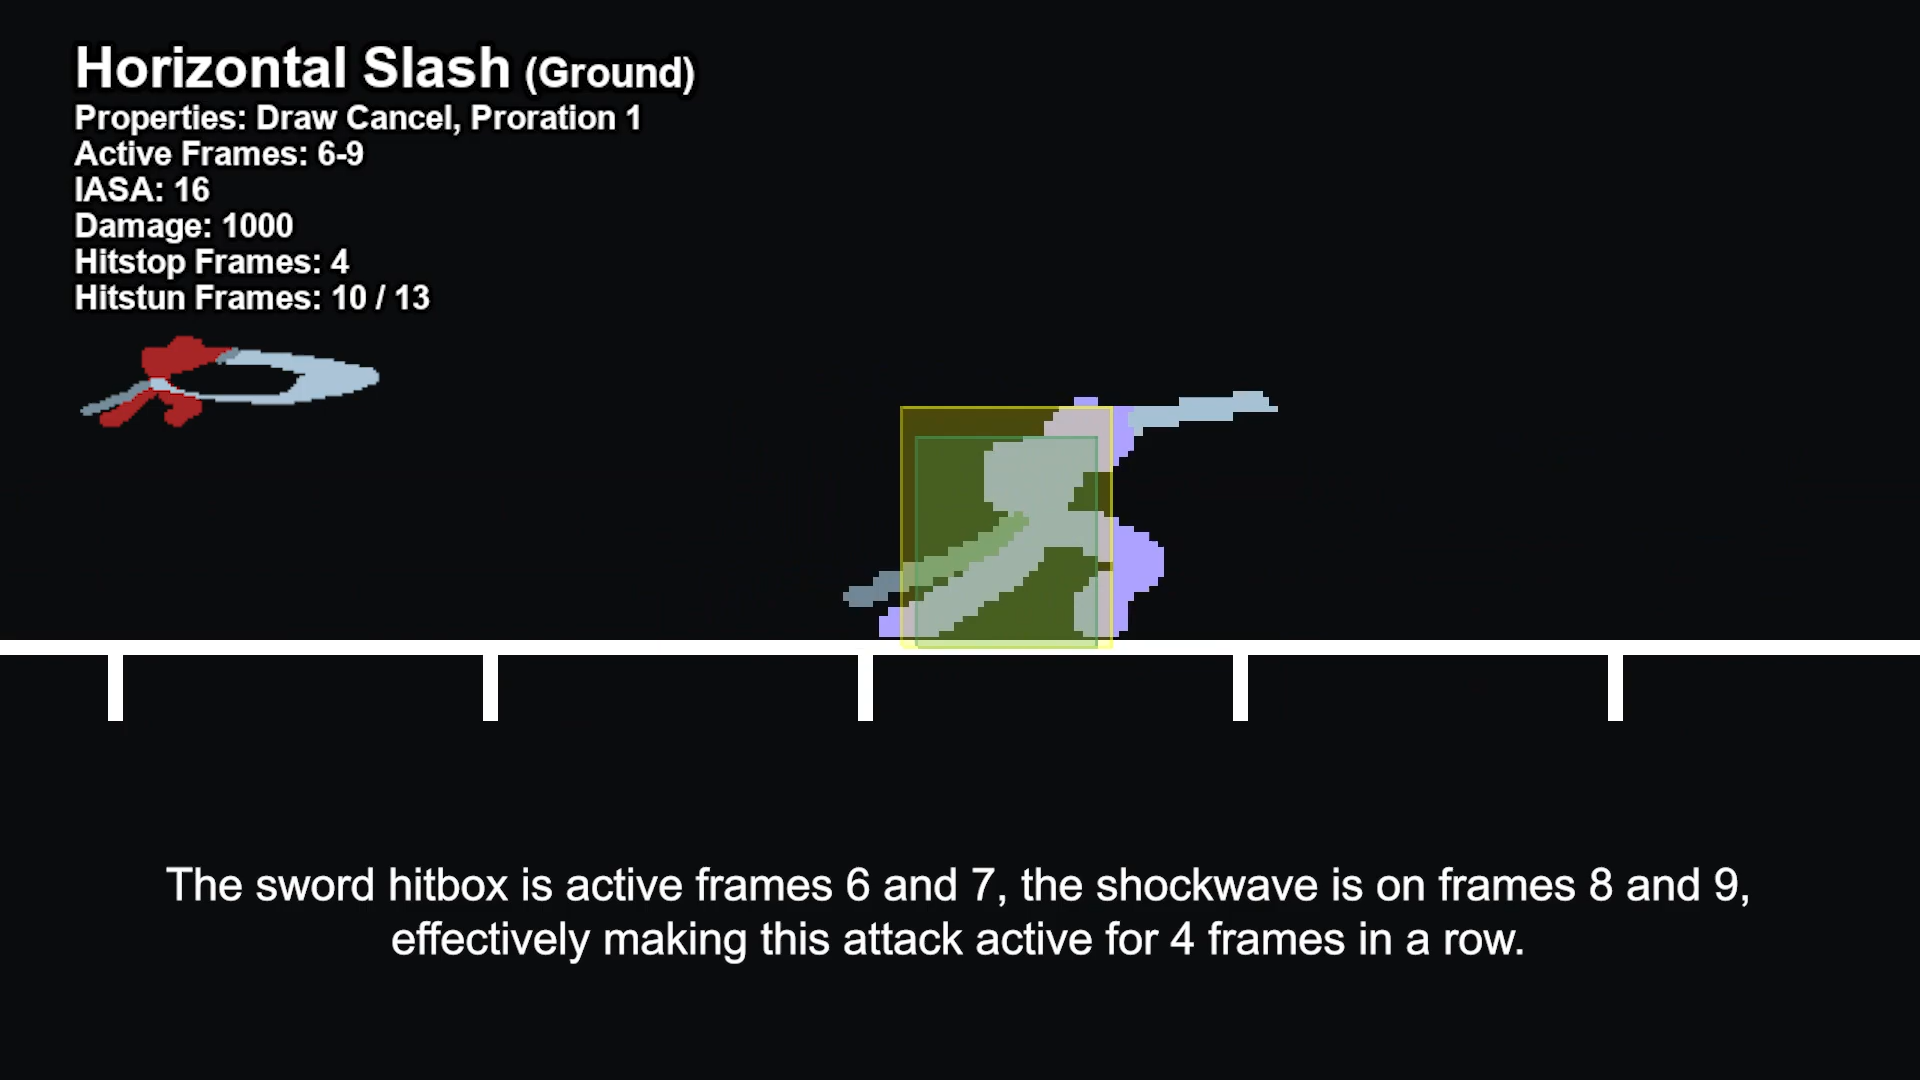 Horizontal Slash (Ground)
Properties: Draw Cancel, Proration 1
Active Frames: 6-9
IASA: 16
Damage: 1000
Hitstop Frames: 4
Hitstun Frames: 10 / 13
The sword hitbox is active frames 6 and 7, the shockwave is on frames 8 and 9,
effectively making this attack active for 4 frames in a row.